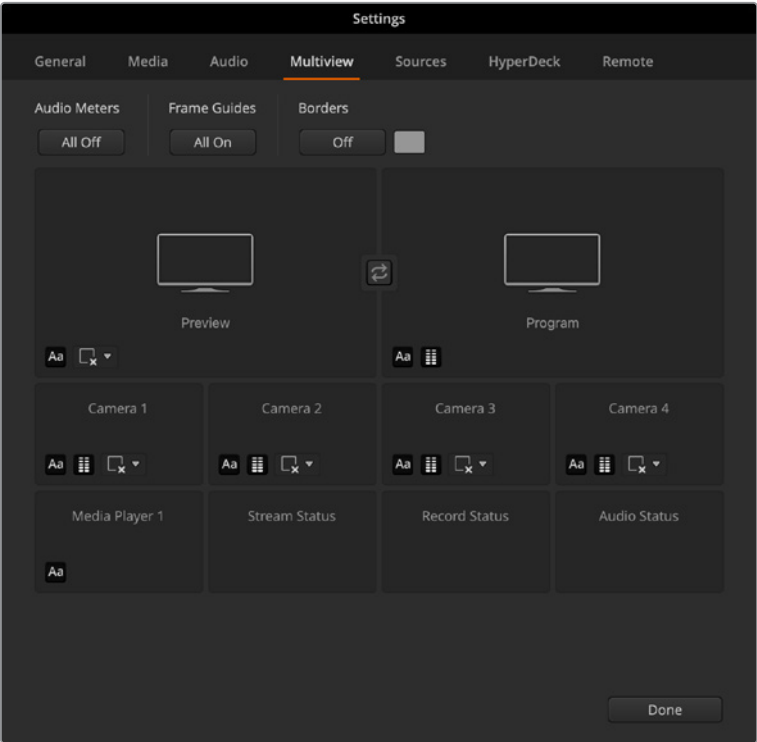 Settings
General Media Audio Multiview Sources HyperDeck Remote
Audio Meters Frame Guides Borders
All Off All On Off
Preview Program
Aa Aa
Camera 1 Camera 2 Camera 3 Camera 4
Aa Aa Aa Aa
Media Player 1 Stream Status Record Status Audio Status
Aa
Done